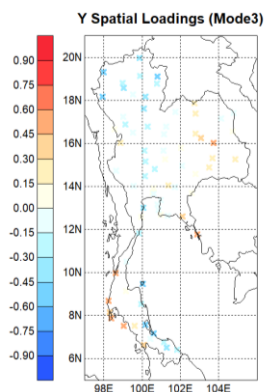 Y Spatial Loadings (Mode3)
0.90
0.75
0.60
0.45
0.30
0.15
0.00
-0.15
-0.30
-0.45
-0.60
-0.75
-0.90
20N
18N
16N
14N
12N
10N
8N
6N
98E 100E 102E 104E